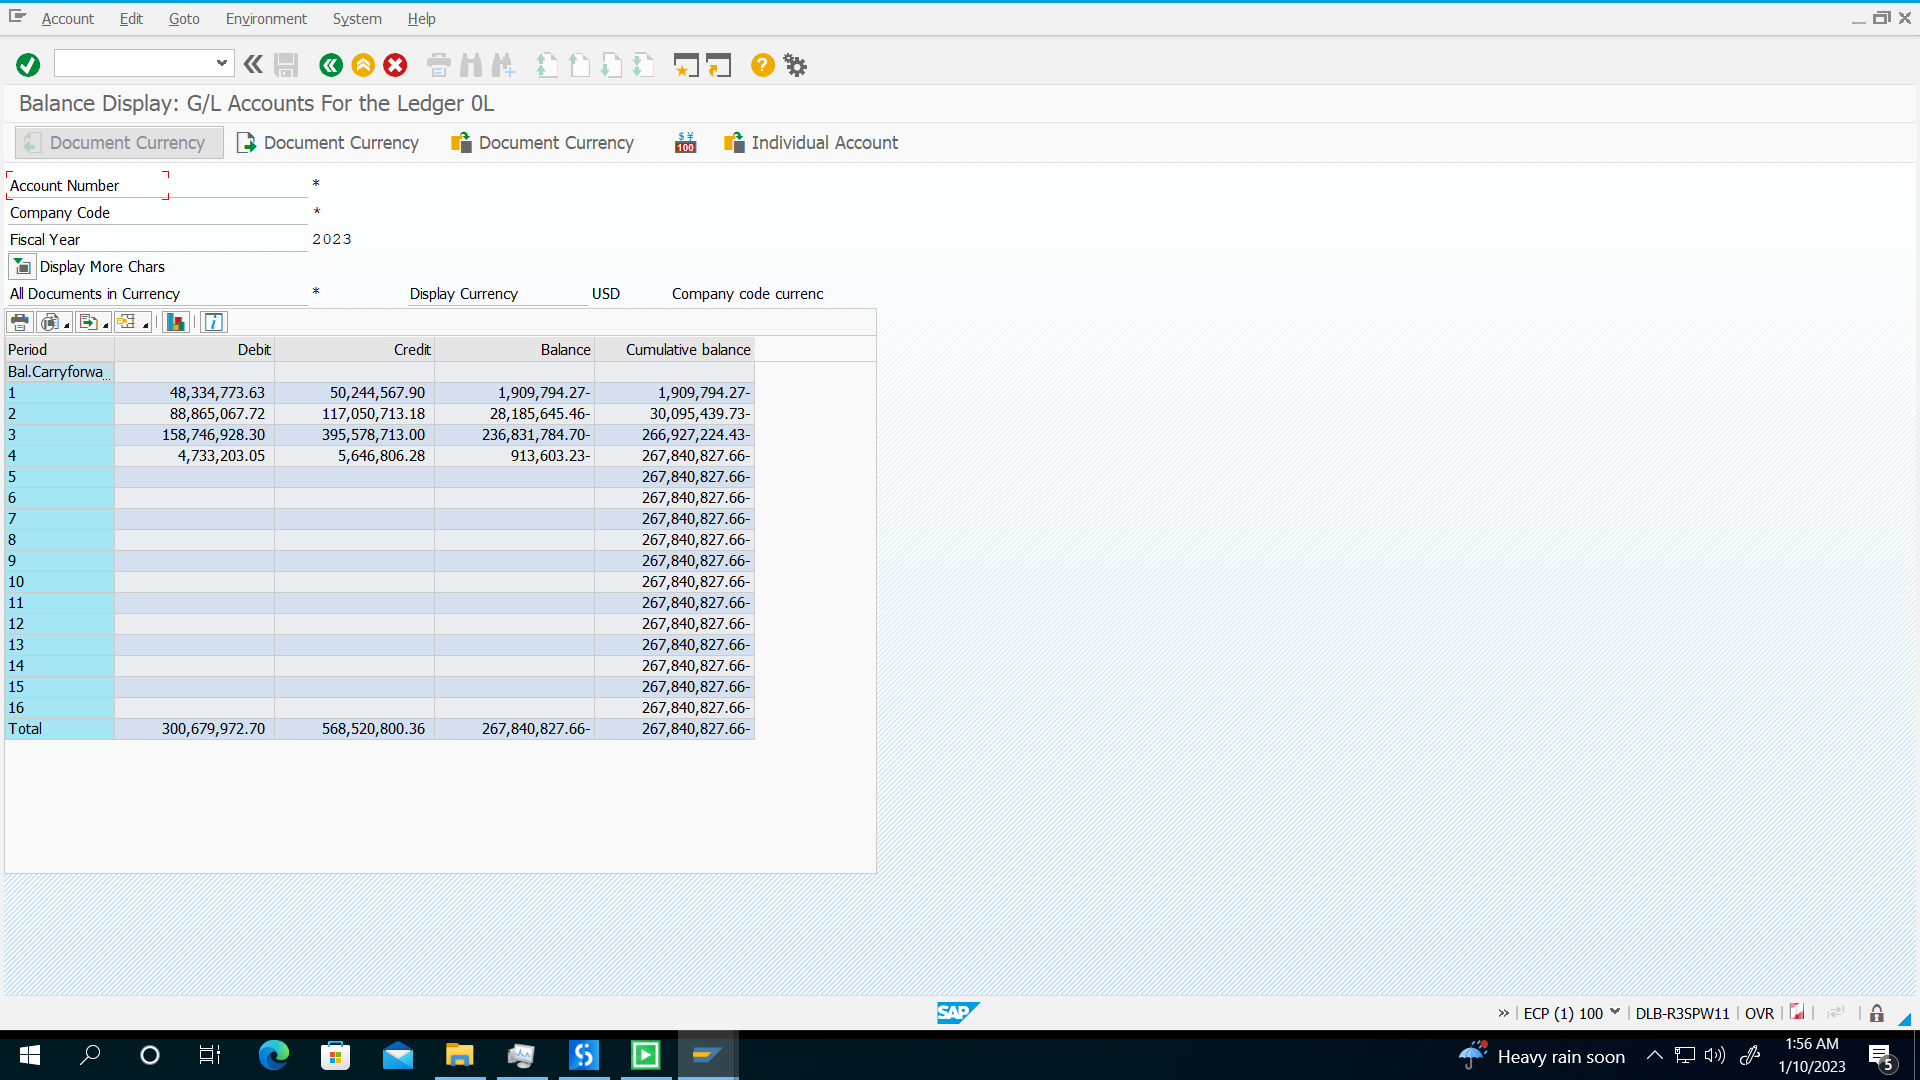 Account Edit Goto Environment System Help
Balance Display: G/L Accounts For the Ledger 0L
Document Currency Document Currency Document Currency $ ¥ 100 Individual Account
Account Number *
Company Code *
Fiscal Year 2023
Display More Chars
All Documents in Currency * Display Currency USD Company code currenc
Period Debit Credit Balance Cumulative balance
Bal.Carryforwa...
1 48,334,773.63 50,244,567.90 1,909,794.27- 1,909,794.27-
2 88,865,067.72 117,050,713.18 28,185,645.46- 30,095,439.73-
3 158,746,928.30 395,578,713.00 236,831,784.70- 266,927,224.43-
4 4,733,203.05 5,646,806.28 913,603.23- 267,840,827.66-
5 267,840,827.66-
6 267,840,827.66-
7 267,840,827.66-
8 267,840,827.66-
9 267,840,827.66-
10 267,840,827.66-
11 267,840,827.66-
12 267,840,827.66-
13 267,840,827.66-
14 267,840,827.66-
15 267,840,827.66-
16 267,840,827.66-
Total 300,679,972.70 568,520,800.36 267,840,827.66- 267,840,827.66-
SAP ECP (1) 100 DLB-R3SPW11 OVR
Heavy rain soon 1:56 AM
1/10/2023 5